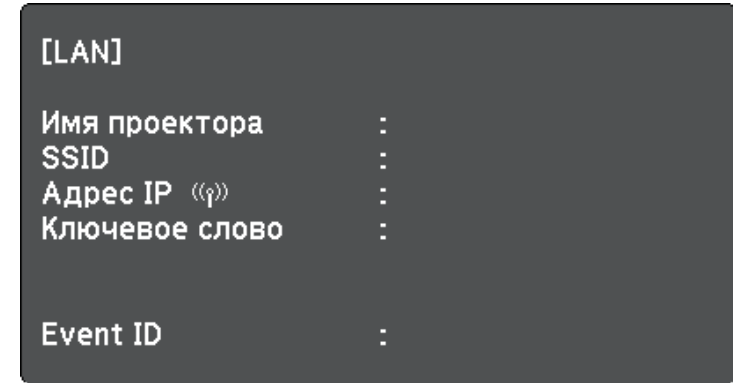 [LAN]
Имя проектора :
SSID :
Адрес IP :
Ключевое слово :
Event ID :